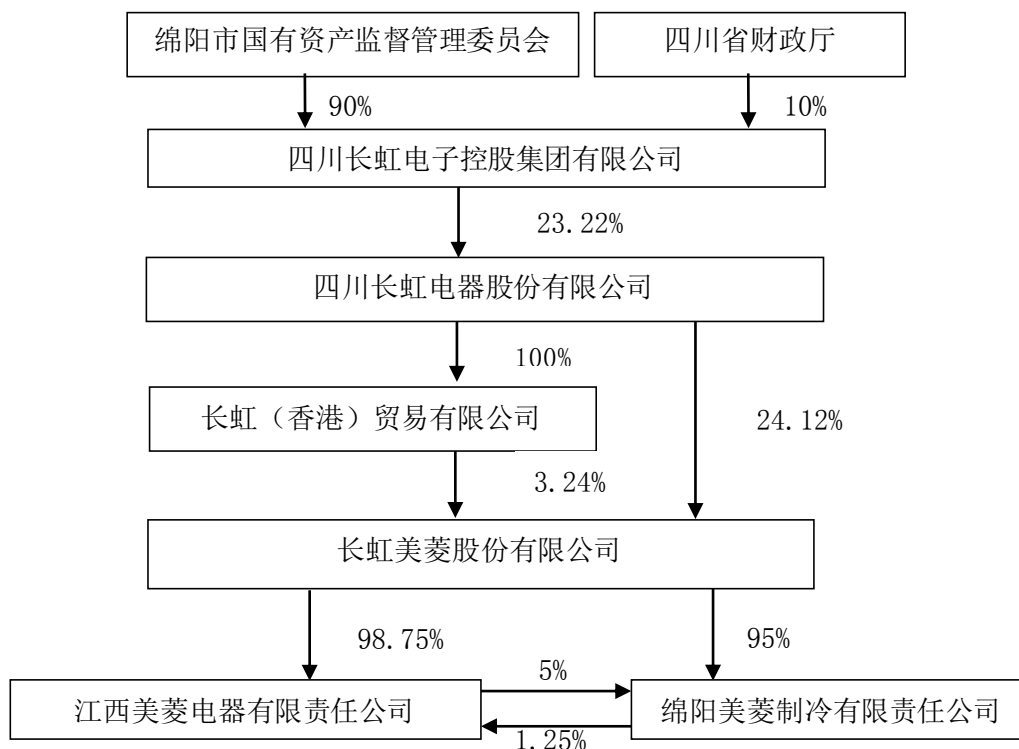 绵阳市国有资产监督管理委员会
四川省财政厅
90%
10%
四川长虹电子控股集团有限公司
23.22%
四川长虹电器股份有限公司
100%
长虹（香港）贸易有限公司
24.12%
3.24%
长虹美菱股份有限公司
98.75%
95%
5%
江西美菱电器有限责任公司
绵阳美菱制冷有限责任公司
1.25%